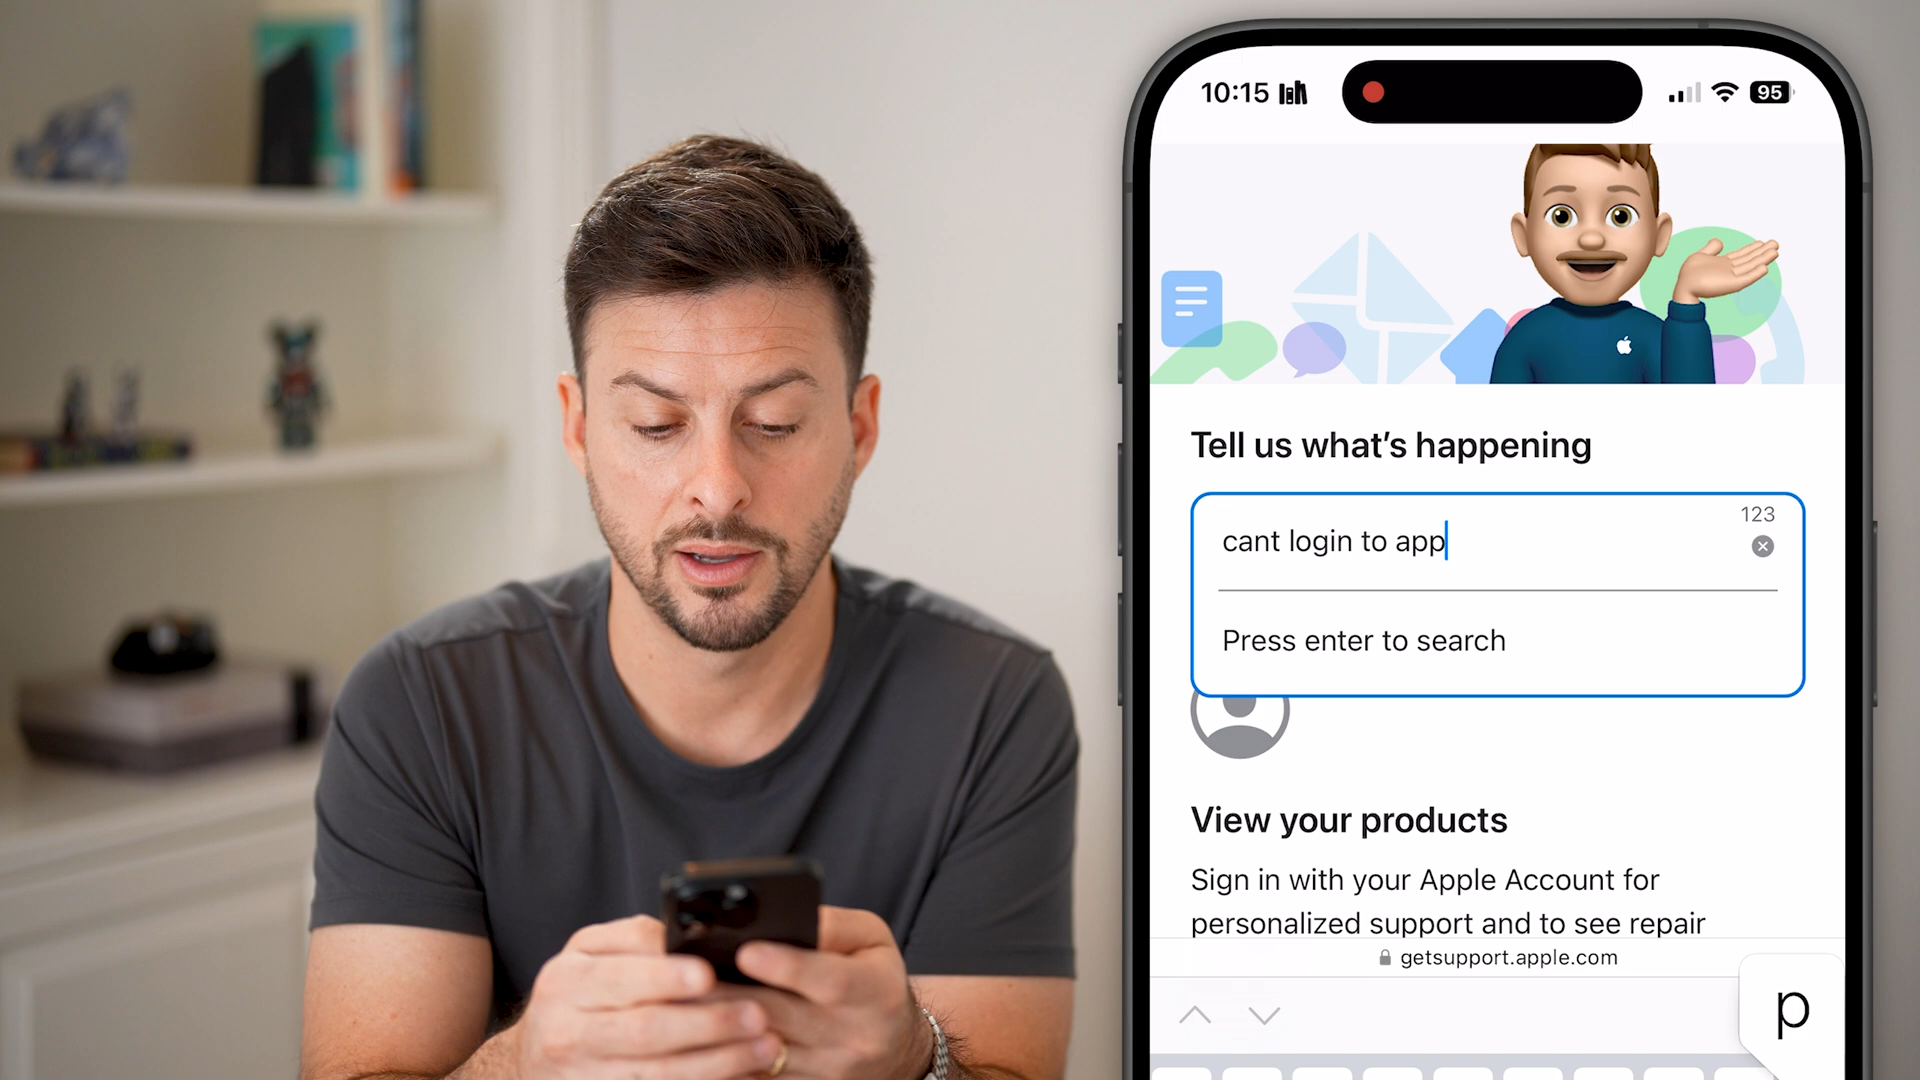 10:15
95
Tell us what's happening
123
cant login to app
Press enter to search
View your products
Sign in with your Apple Account for
personalized support and to see repair
getsupport.apple.com
p